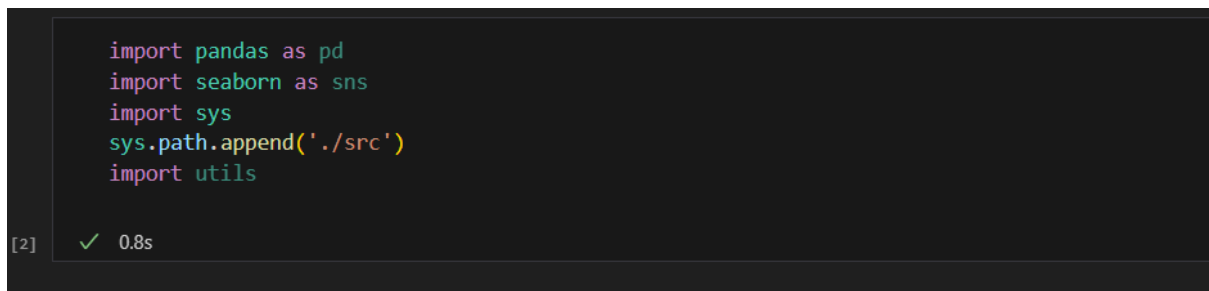 import pandas as pd
import seaborn as sns
import sys
sys.path.append('./src')
import utils
[2] ✓ 0.8s